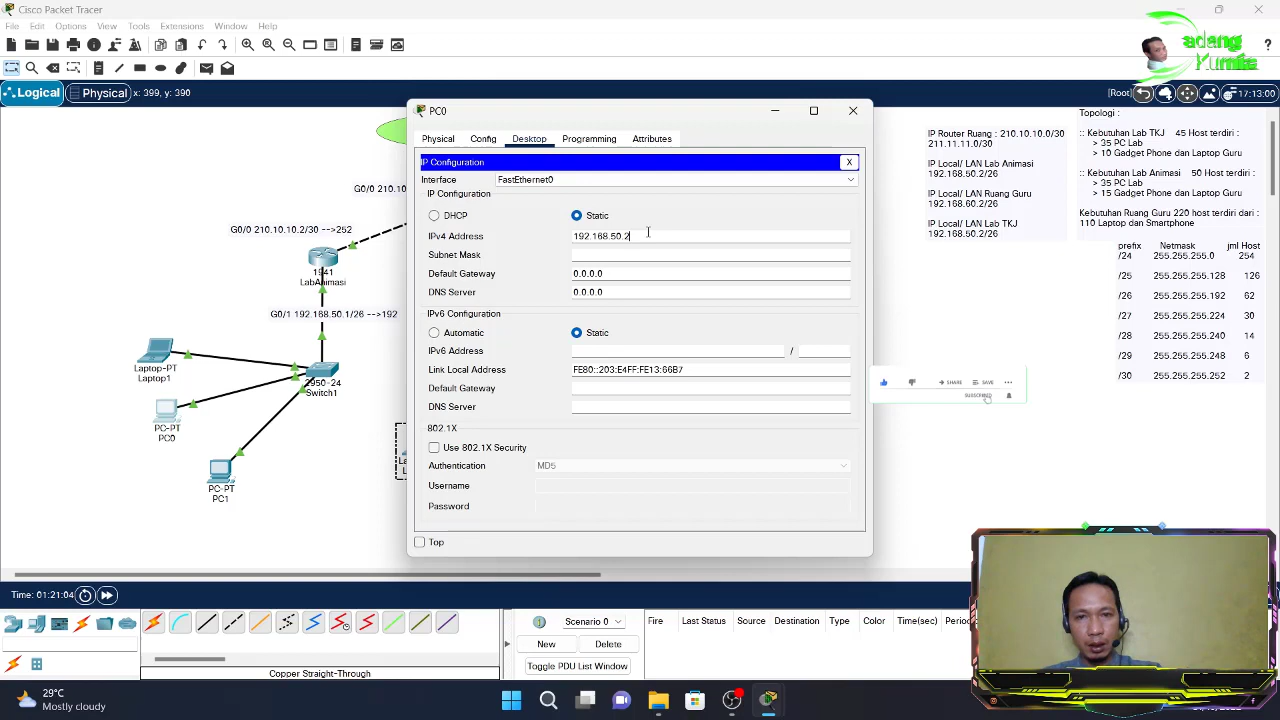 Cisco Packet Tracer
File Edit Options View Tools Extensions Window Help
adang
Kurnia
Logical Physical x: 399, y: 390
[Root] 17:13:00
PC0
Physical Config Desktop Programming Attributes
IP Configuration X
Interface FastEthernet0
IP Configuration
DHCP Static
IPv4 Address 192.168.50.2
Subnet Mask
Default Gateway 0.0.0.0
DNS Server 0.0.0.0
IPv6 Configuration
Automatic Static
IPv6 Address /
Link Local Address FE80::203:E4FF:FE13:66B7
Default Gateway
DNS Server
802.1X
Use 802.1X Security
Authentication MD5
Username
Password
Top
G0/0
G0/0 210.10.10.2/30 -->252
1941
LabAnimasi
G0/1 192.168.50.1/26 -->192
Laptop-PT
Laptop1
2950-24
Switch1
PC-PT
PC0
PC-PT
PC1
IP Router Ruang : 210.10.10.0/30
211.11.11.0/30
IP Local/ LAN Lab Animasi
192.168.50.2/26
IP Local/ LAN Ruang Guru
192.168.60.2/26
IP Local/ LAN Lab TKJ
192.168.50.2/26
Topologi :
:: Kebutuhan Lab TKJ 45 Host terdiri :
> 35 PC Lab
> 10 Gadget Phone dan Laptop Guru
:: Kebutuhan Lab Animasi 50 Host terdiri :
> 35 PC Lab
> 15 Gadget Phone dan Laptop Guru
Kebutuhan Ruang Guru 220 host terdiri dari :
110 Laptop dan Smartphone
prefix Netmask jml Host
/24 255.255.255.0 254
/25 255.255.255.128 126
/26 255.255.255.192 62
/27 255.255.255.224 30
/28 255.255.255.240 14
/29 255.255.255.248 6
/30 255.255.255.252 2
SHARE SAVE
SUBSCRIBED
Time: 01:21:04
Copper Straight-Through
Scenario 0
New Delete
Toggle PDU List Window
Fire Last Status Source Destination Type Color Time(sec)
29°C
Mostly cloudy